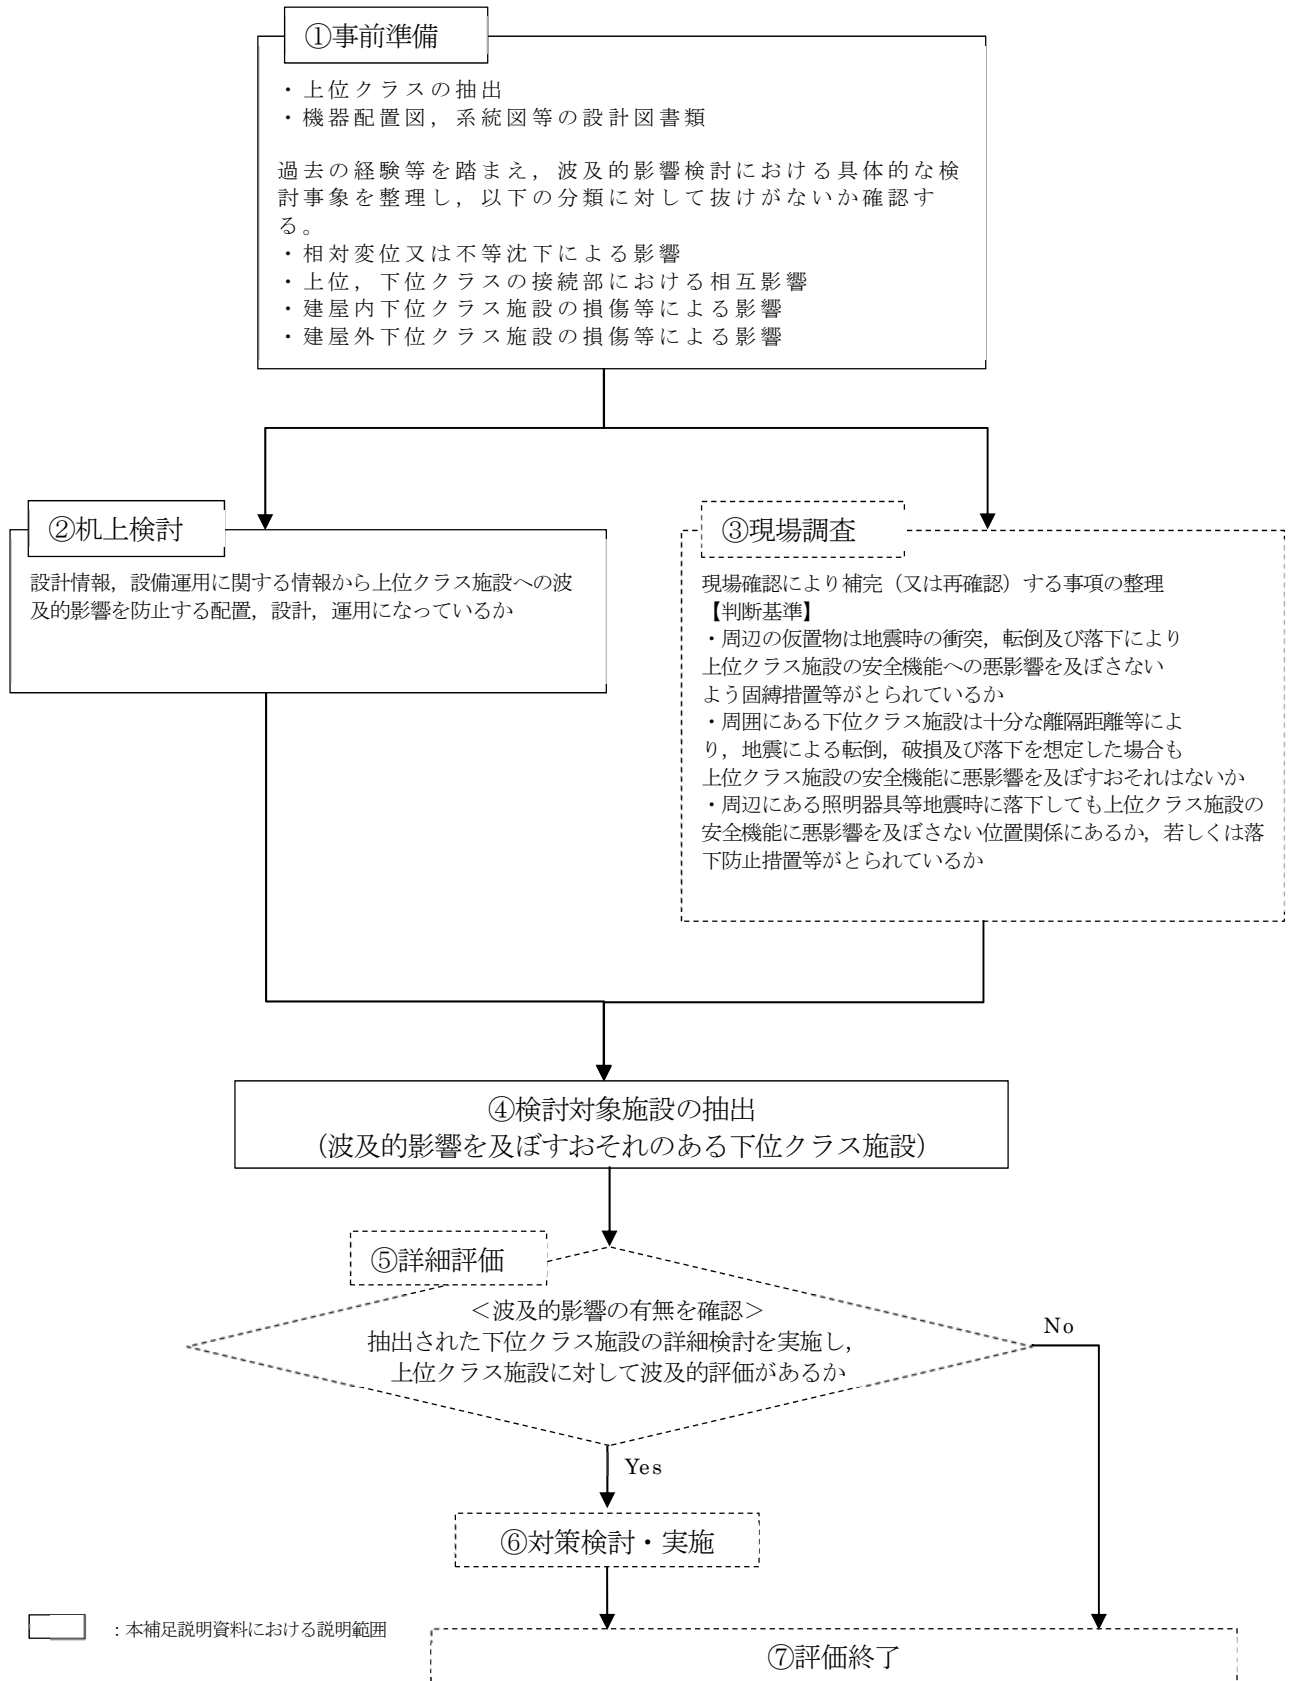 ①事前準備
・上位クラスの抽出
・機器配置図，系統図等の設計図書類
過去の経験等を踏まえ，波及的影響検討における具体的な検
討事象を整理し，以下の分類に対して抜けがないか確認す
る。
・相対変位又は不等沈下による影響
・上位，下位クラスの接続部における相互影響
・建屋内下位クラス施設の損傷等による影響
・建屋外下位クラス施設の損傷等による影響
②机上検討
設計情報，設備運用に関する情報から上位クラス施設への波
及的影響を防止する配置，設計，運用になっているか
③現場調査
現場確認により補完（又は再確認）する事項の整理
【判断基準】
・周辺の仮置物は地震時の衝突，転倒及び落下により
上位クラス施設の安全機能への悪影響を及ぼさない
よう固縛措置等がとられているか
・周囲にある下位クラス施設は十分な離隔距離等によ
り，地震による転倒，破損及び落下を想定した場合も
上位クラス施設の安全機能に悪影響を及ぼすおそれはないか
・周辺にある照明器具等地震時に落下しても上位クラス施設の
安全機能に悪影響を及ぼさない位置関係にあるか，若しくは落
下防止措置等がとられているか
④検討対象施設の抽出
（波及的影響を及ぼすおそれのある下位クラス施設）
⑤詳細評価
＜波及的影響の有無を確認＞
抽出された下位クラス施設の詳細検討を実施し，
上位クラス施設に対して波及的評価があるか
No
Yes
⑥対策検討・実施
：本補足説明資料における説明範囲
⑦評価終了